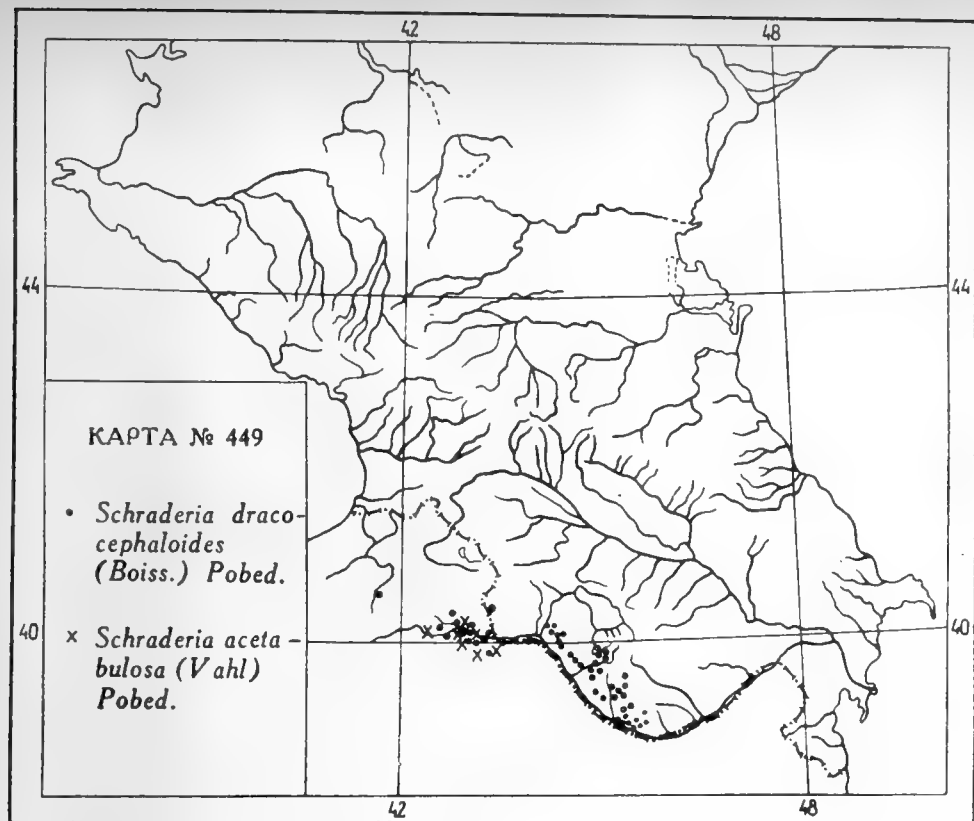 42 48
44 44
КАРТА № 449
• Schraderia draco-
cephaloides
(Boiss.) Pobed.
40 40
x Schraderia aceta-
bulosa (Vahl)
Pobed.
42 48